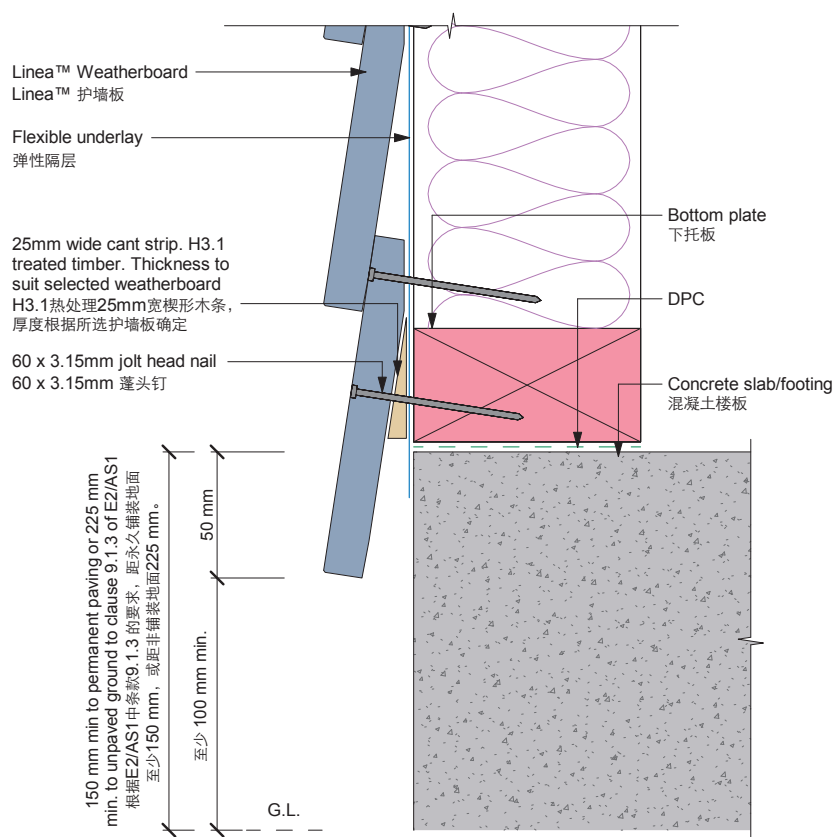 Linea™ Weatherboard
Linea™ 护墙板
Flexible underlay
弹性隔层
25mm wide cant strip. H3.1
treated timber. Thickness to
suit selected weatherboard
H3.1热处理25mm宽楔形木条，
厚度根据所选护墙板确定
60 x 3.15mm jolt head nail
60 x 3.15mm 蓬头钉
Bottom plate
下托板
DPC
Concrete slab/footing
混凝土楼板
150 mm min to permanent paving or 225 mm
min. to unpaved ground to clause 9.1.3 of E2/AS1
根据E2/AS1中条款9.1.3 的要求，距永久铺装地面
至少150 mm，或距非铺装地面225 mm。
50 mm
至少 100 mm min.
G.L.